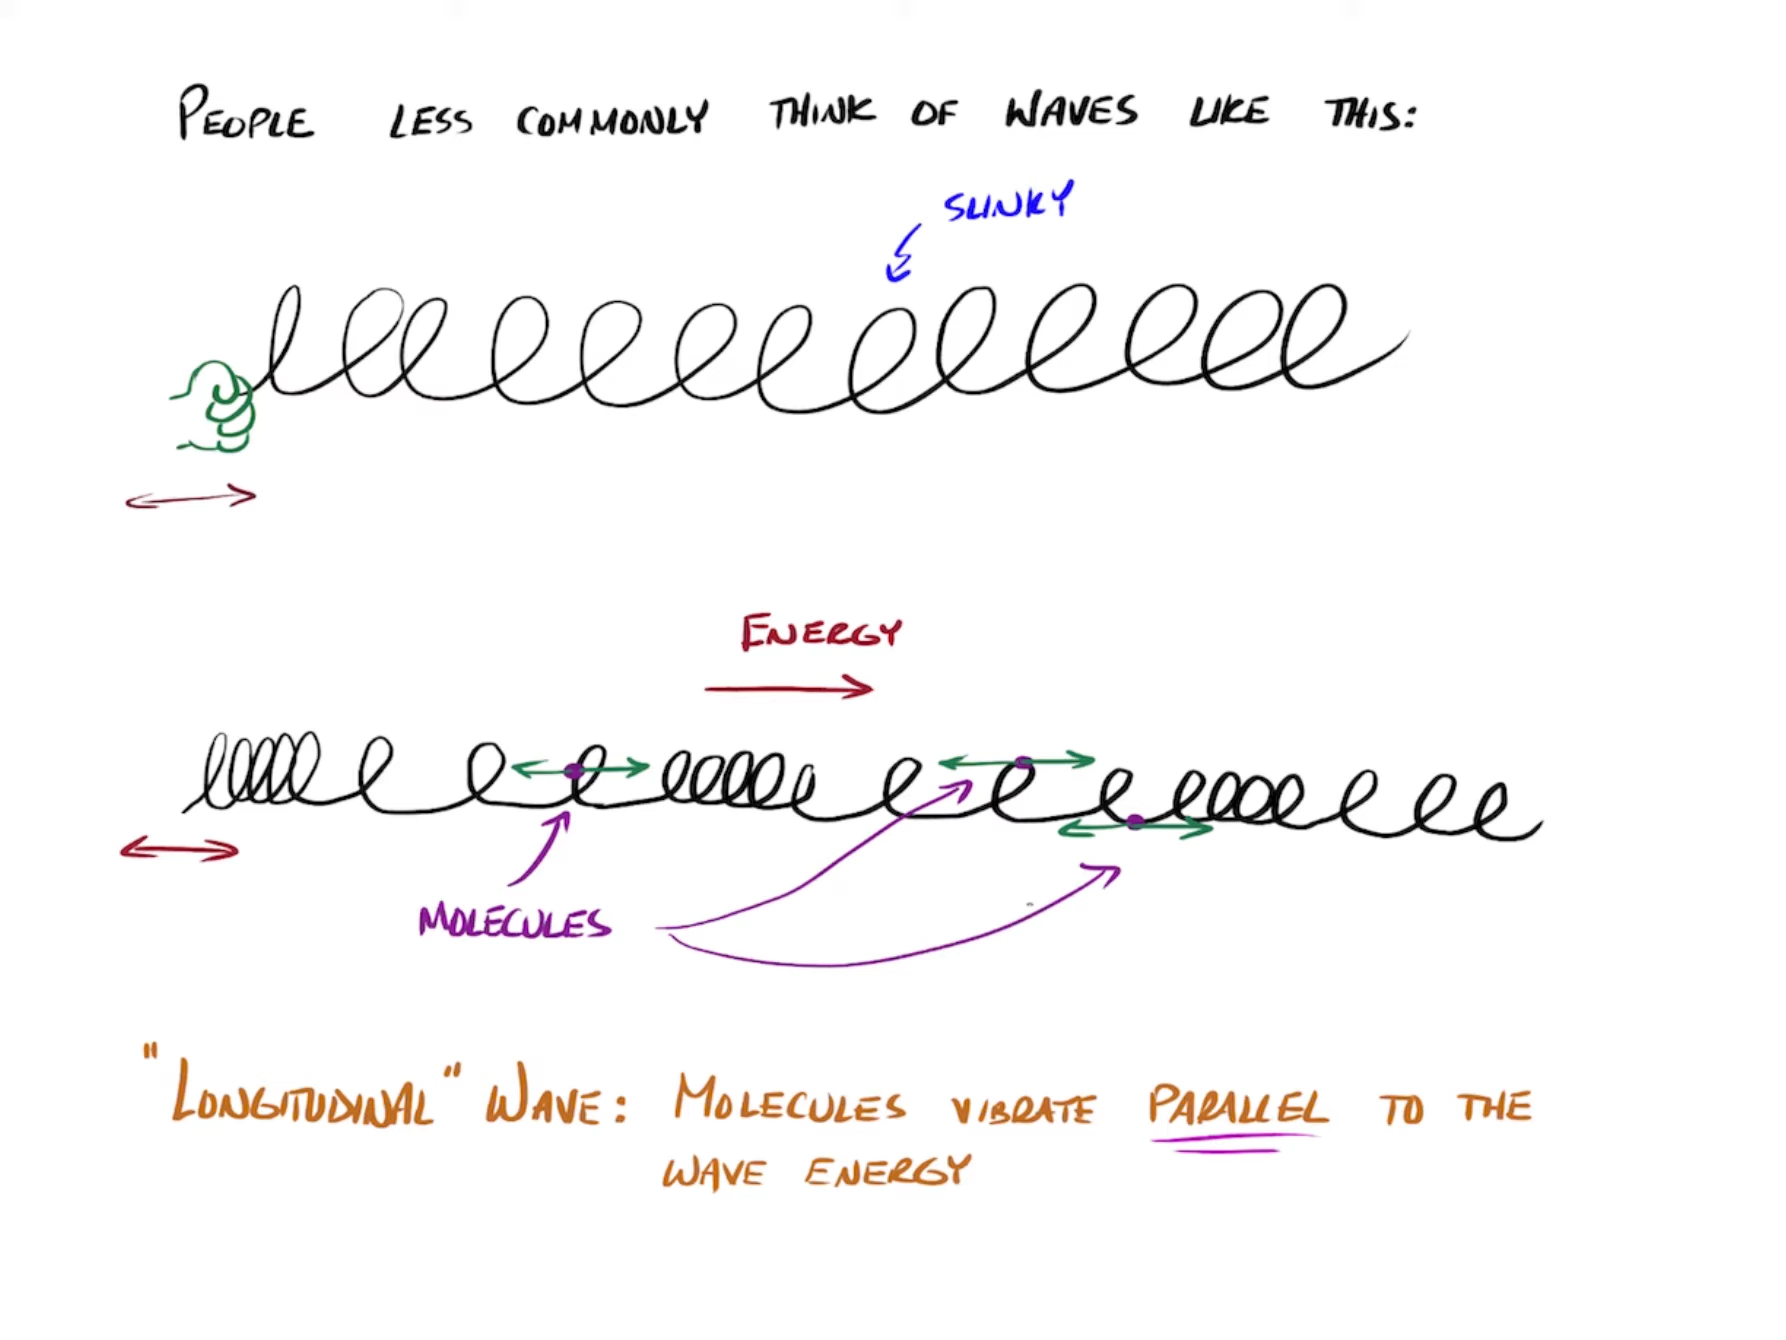 PEOPLE LESS COMMONLY THINK OF WAVES LIKE THIS:
SLINKY
ENERGY
MOLECULES
"LONGITUDINAL" WAVE: MOLECULES VIBRATE PARALLEL TO THE
WAVE ENERGY